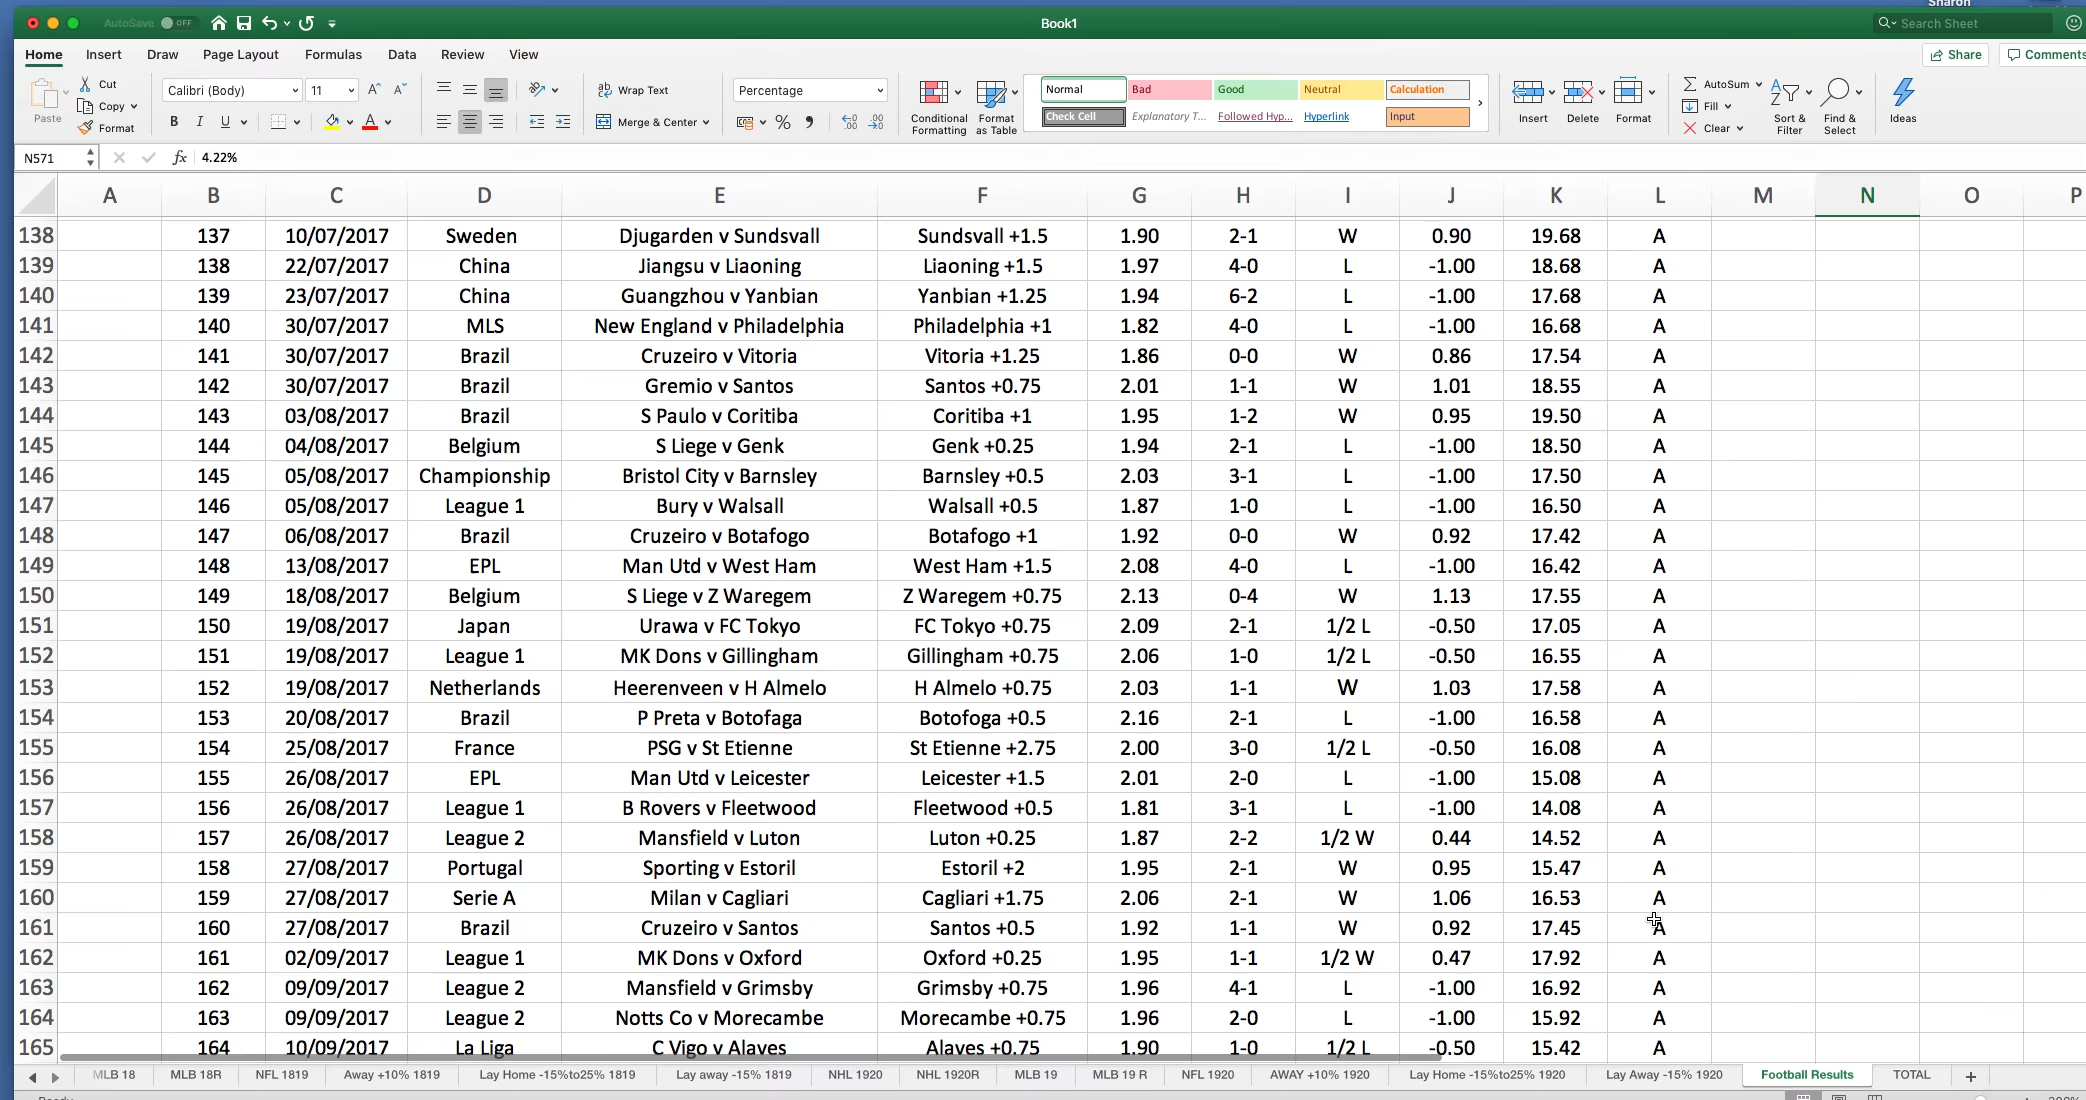 Sharon
AutoSave OFF Book1 Search Sheet
Home Insert Draw Page Layout Formulas Data Review View Share Comments
Paste Cut Copy Format Calibri (Body) 11 A A B I U A ab Wrap Text Merge & Center Percentage % Conditional Formatting Format as Table Normal Bad Good Neutral Calculation Check Cell Explanatory T... Followed Hyp... Hyperlink Input Insert Delete Format AutoSum Fill Clear Sort & Filter Find & Select Ideas
N571 fx 4.22%
A B C D E F G H I J K L M N O P
138 137 10/07/2017 Sweden Djugarden v Sundsvall Sundsvall +1.5 1.90 2-1 W 0.90 19.68 A
139 138 22/07/2017 China Jiangsu v Liaoning Liaoning +1.5 1.97 4-0 L -1.00 18.68 A
140 139 23/07/2017 China Guangzhou v Yanbian Yanbian +1.25 1.94 6-2 L -1.00 17.68 A
141 140 30/07/2017 MLS New England v Philadelphia Philadelphia +1 1.82 4-0 L -1.00 16.68 A
142 141 30/07/2017 Brazil Cruzeiro v Vitoria Vitoria +1.25 1.86 0-0 W 0.86 17.54 A
143 142 30/07/2017 Brazil Gremio v Santos Santos +0.75 2.01 1-1 W 1.01 18.55 A
144 143 03/08/2017 Brazil S Paulo v Coritiba Coritiba +1 1.95 1-2 W 0.95 19.50 A
145 144 04/08/2017 Belgium S Liege v Genk Genk +0.25 1.94 2-1 L -1.00 18.50 A
146 145 05/08/2017 Championship Bristol City v Barnsley Barnsley +0.5 2.03 3-1 L -1.00 17.50 A
147 146 05/08/2017 League 1 Bury v Walsall Walsall +0.5 1.87 1-0 L -1.00 16.50 A
148 147 06/08/2017 Brazil Cruzeiro v Botafogo Botafogo +1 1.92 0-0 W 0.92 17.42 A
149 148 13/08/2017 EPL Man Utd v West Ham West Ham +1.5 2.08 4-0 L -1.00 16.42 A
150 149 18/08/2017 Belgium S Liege v Z Waregem Z Waregem +0.75 2.13 0-4 W 1.13 17.55 A
151 150 19/08/2017 Japan Urawa v FC Tokyo FC Tokyo +0.75 2.09 2-1 1/2 L -0.50 17.05 A
152 151 19/08/2017 League 1 MK Dons v Gillingham Gillingham +0.75 2.06 1-0 1/2 L -0.50 16.55 A
153 152 19/08/2017 Netherlands Heerenveen v H Almelo H Almelo +0.75 2.03 1-1 W 1.03 17.58 A
154 153 20/08/2017 Brazil P Preta v Botofaga Botofoga +0.5 2.16 2-1 L -1.00 16.58 A
155 154 25/08/2017 France PSG v St Etienne St Etienne +2.75 2.00 3-0 1/2 L -0.50 16.08 A
156 155 26/08/2017 EPL Man Utd v Leicester Leicester +1.5 2.01 2-0 L -1.00 15.08 A
157 156 26/08/2017 League 1 B Rovers v Fleetwood Fleetwood +0.5 1.81 3-1 L -1.00 14.08 A
158 157 26/08/2017 League 2 Mansfield v Luton Luton +0.25 1.87 2-2 1/2 W 0.44 14.52 A
159 158 27/08/2017 Portugal Sporting v Estoril Estoril +2 1.95 2-1 W 0.95 15.47 A
160 159 27/08/2017 Serie A Milan v Cagliari Cagliari +1.75 2.06 2-1 W 1.06 16.53 A
161 160 27/08/2017 Brazil Cruzeiro v Santos Santos +0.5 1.92 1-1 W 0.92 17.45 A
162 161 02/09/2017 League 1 MK Dons v Oxford Oxford +0.25 1.95 1-1 1/2 W 0.47 17.92 A
163 162 09/09/2017 League 2 Mansfield v Grimsby Grimsby +0.75 1.96 4-1 L -1.00 16.92 A
164 163 09/09/2017 League 2 Notts Co v Morecambe Morecambe +0.75 1.96 2-0 L -1.00 15.92 A
165 164 10/09/2017 La Liga C Vigo v Alaves Alaves +0.75 1.90 1-0 1/2 L -0.50 15.42 A
MLB 18 MLB 18R NFL 1819 Away +10% 1819 Lay Home -15%to25% 1819 Lay away -15% 1819 NHL 1920 NHL 1920R MLB 19 MLB 19 R NFL 1920 AWAY +10% 1920 Lay Home -15%to25% 1920 Lay Away -15% 1920 Football Results TOTAL +